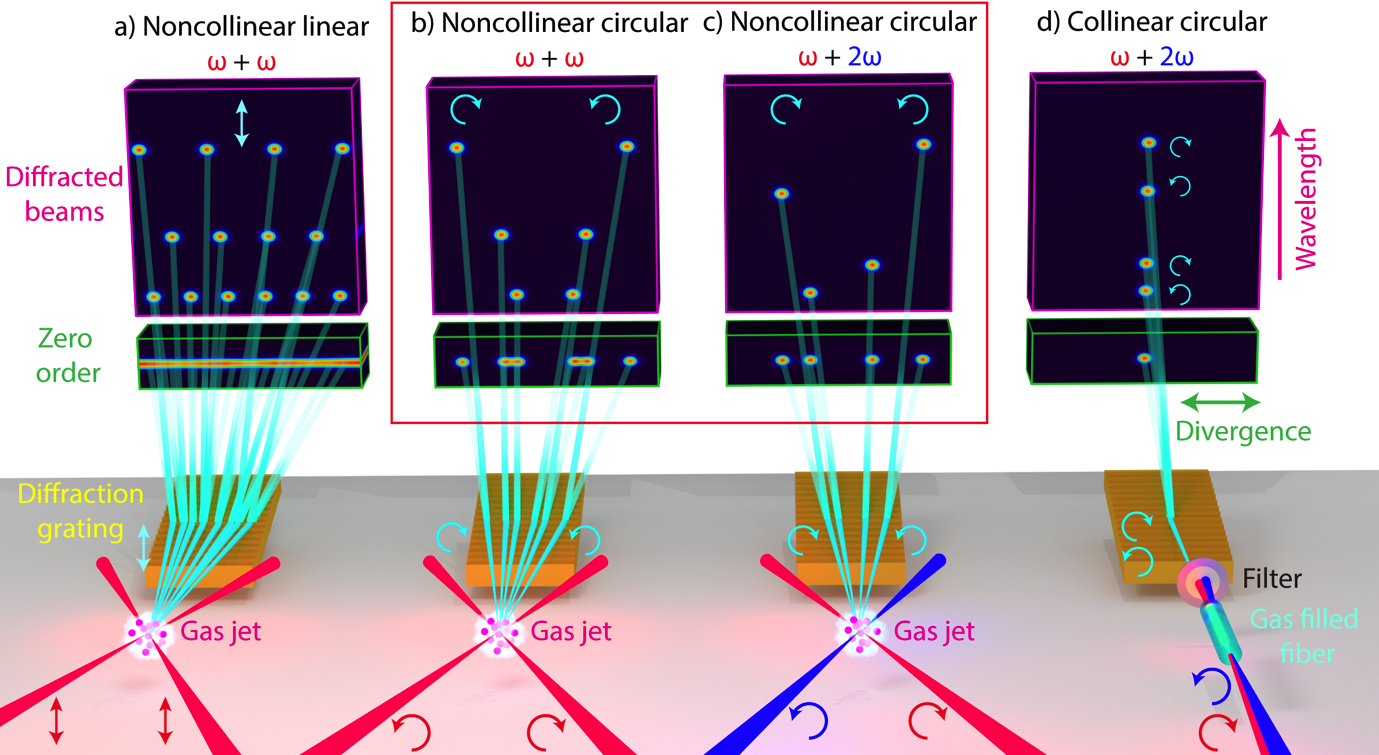 a) Noncollinear linear
ω + ω
b) Noncollinear circular
ω + ω
c) Noncollinear circular
ω + 2ω
d) Collinear circular
ω + 2ω
Diffracted
beams
Wavelength
Zero
order
Divergence
Diffraction
grating
Gas jet
Gas jet
Gas jet
Filter
Gas filled
fiber